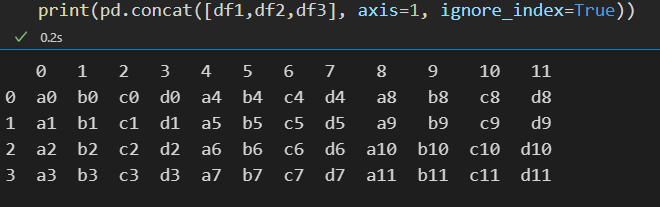 print(pd.concat([df1,df2,df3], axis=1, ignore_index=True))
0.2s
0 1 2 3 4 5 6 7 8 9 10 11
0 a0 b0 c0 d0 a4 b4 c4 d4 a8 b8 c8 d8
1 a1 b1 c1 d1 a5 b5 c5 d5 a9 b9 c9 d9
2 a2 b2 c2 d2 a6 b6 c6 d6 a10 b10 c10 d10
3 a3 b3 c3 d3 a7 b7 c7 d7 a11 b11 c11 d11